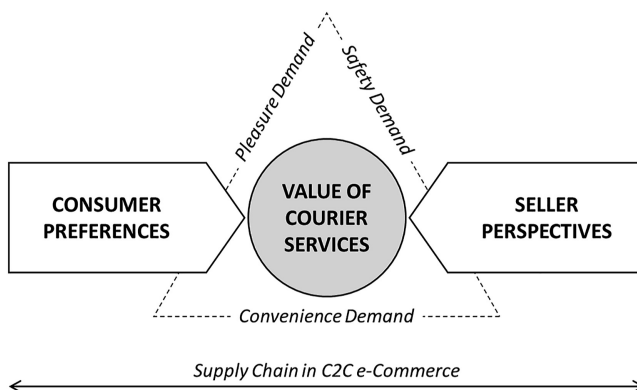 Pleasure Demand
Safety Demand
CONSUMER
PREFERENCES
VALUE OF
COURIER
SERVICES
SELLER
PERSPECTIVES
Convenience Demand
Supply Chain in C2C e-Commerce